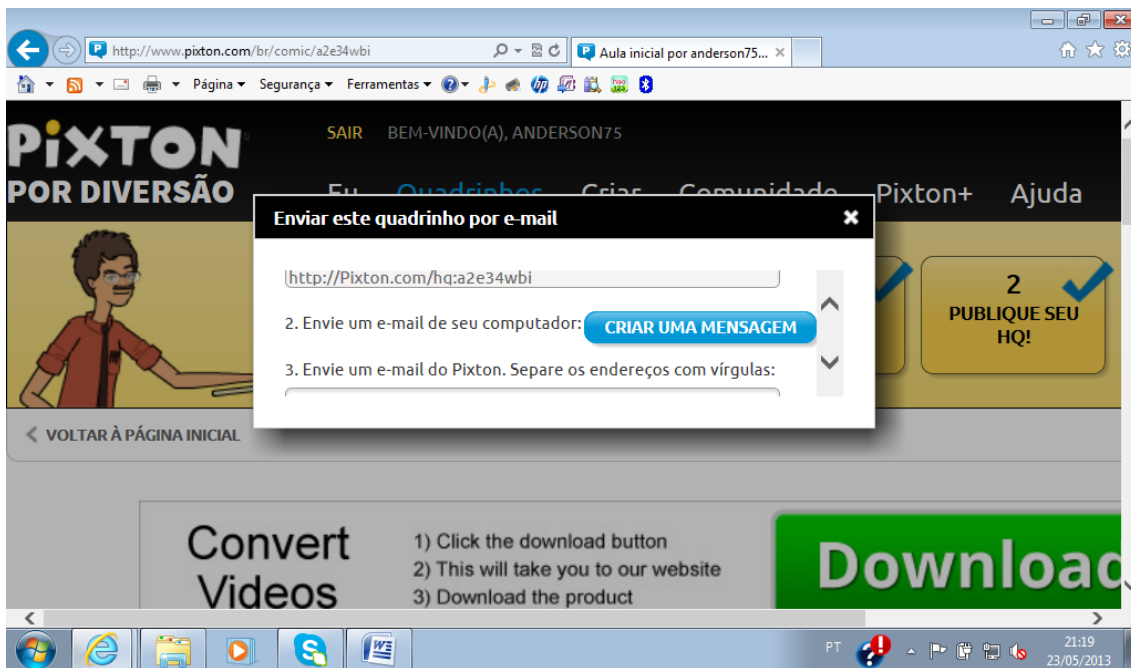 http://www.pixton.com/br/comic/a2e34wbi
Aula inicial por anderson75...
Página Segurança Ferramentas
PiXTON
POR DIVERSÃO
SAIR BEM-VINDO(A), ANDERSON75
Eu Quadrinhos Criar Comunidade Pixton+ Ajuda
Enviar este quadrinho por e-mail
http://Pixton.com/hq:a2e34wbi
2. Envie um e-mail de seu computador: CRIAR UMA MENSAGEM
3. Envie um e-mail do Pixton. Separe os endereços com vírgulas:
2
PUBLIQUE SEU
HQ!
VOLTAR À PÁGINA INICIAL
Convert
Videos
1) Click the download button
2) This will take you to our website
3) Download the product
Download
PT
21:19
23/05/2013